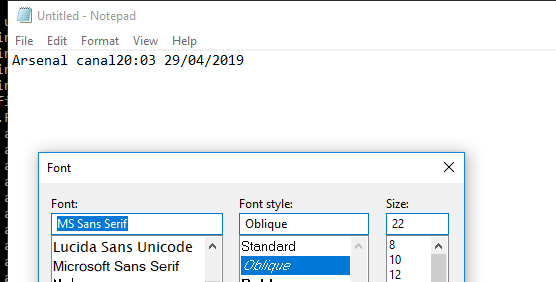 Untitled - Notepad
File Edit Format View Help
Arsenal canal20:03 29/04/2019
Font
Font: Font style: Size:
MS Sans Serif Oblique 22
Lucida Sans Unicode Standard 8
Microsoft Sans Serif Oblique 10
12